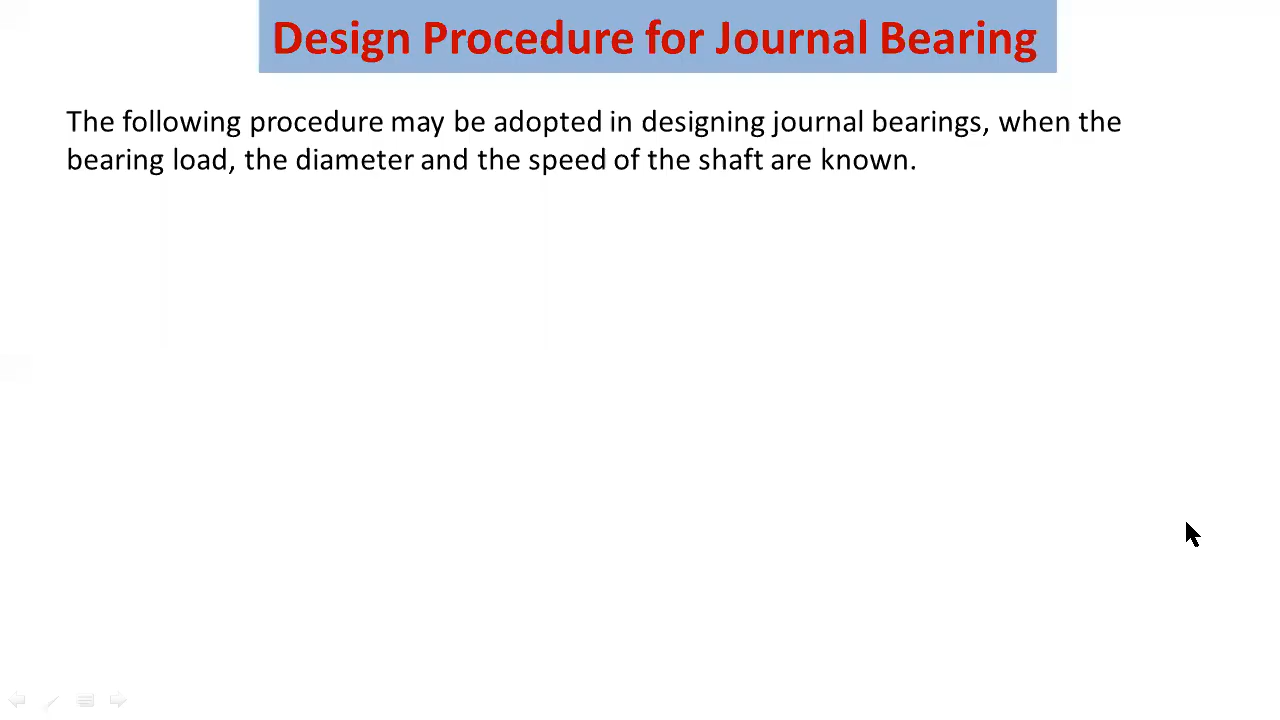 Design Procedure for Journal Bearing
The following procedure may be adopted in designing journal bearings, when the
bearing load, the diameter and the speed of the shaft are known.